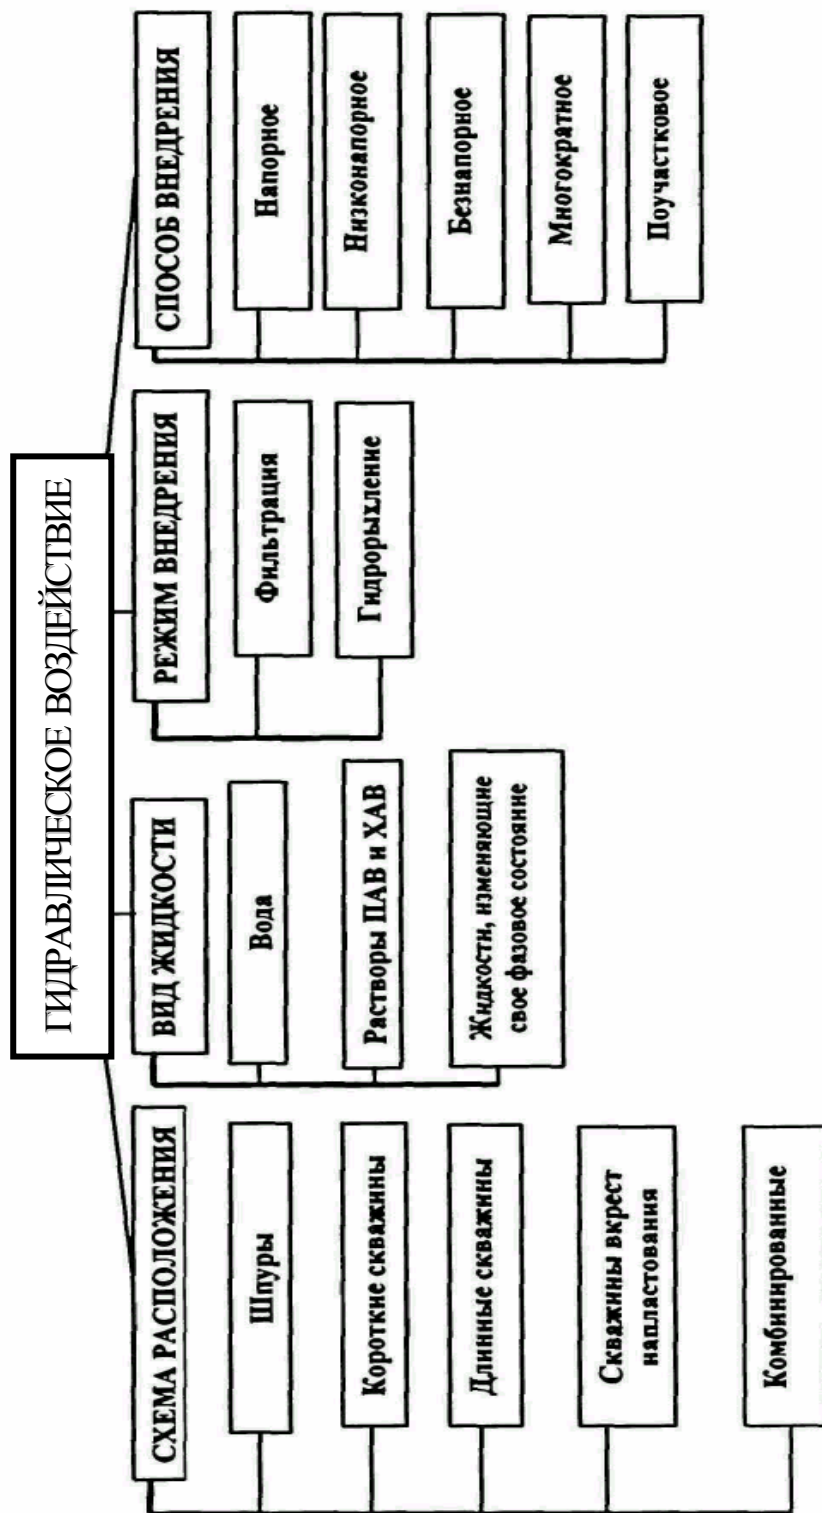 ГИДРАВЛИЧЕСКОЕ ВОЗДЕЙСТВИЕ
СХЕМА РАСПОЛОЖЕНИЯ
Шпуры
Короткие скважины
Длинные скважины
Скважины вкрест
напластования
Комбинированные
ВИД ЖИДКОСТИ
Вода
Растворы ПАВ и ХАВ
Жидкости, изменяющие
свое фазовое состояние
РЕЖИМ ВНЕДРЕНИЯ
Фильтрация
Гидрорыхление
СПОСОБ ВНЕДРЕНИЯ
Напорное
Низконапорное
Безнапорное
Многократное
Поучастковое